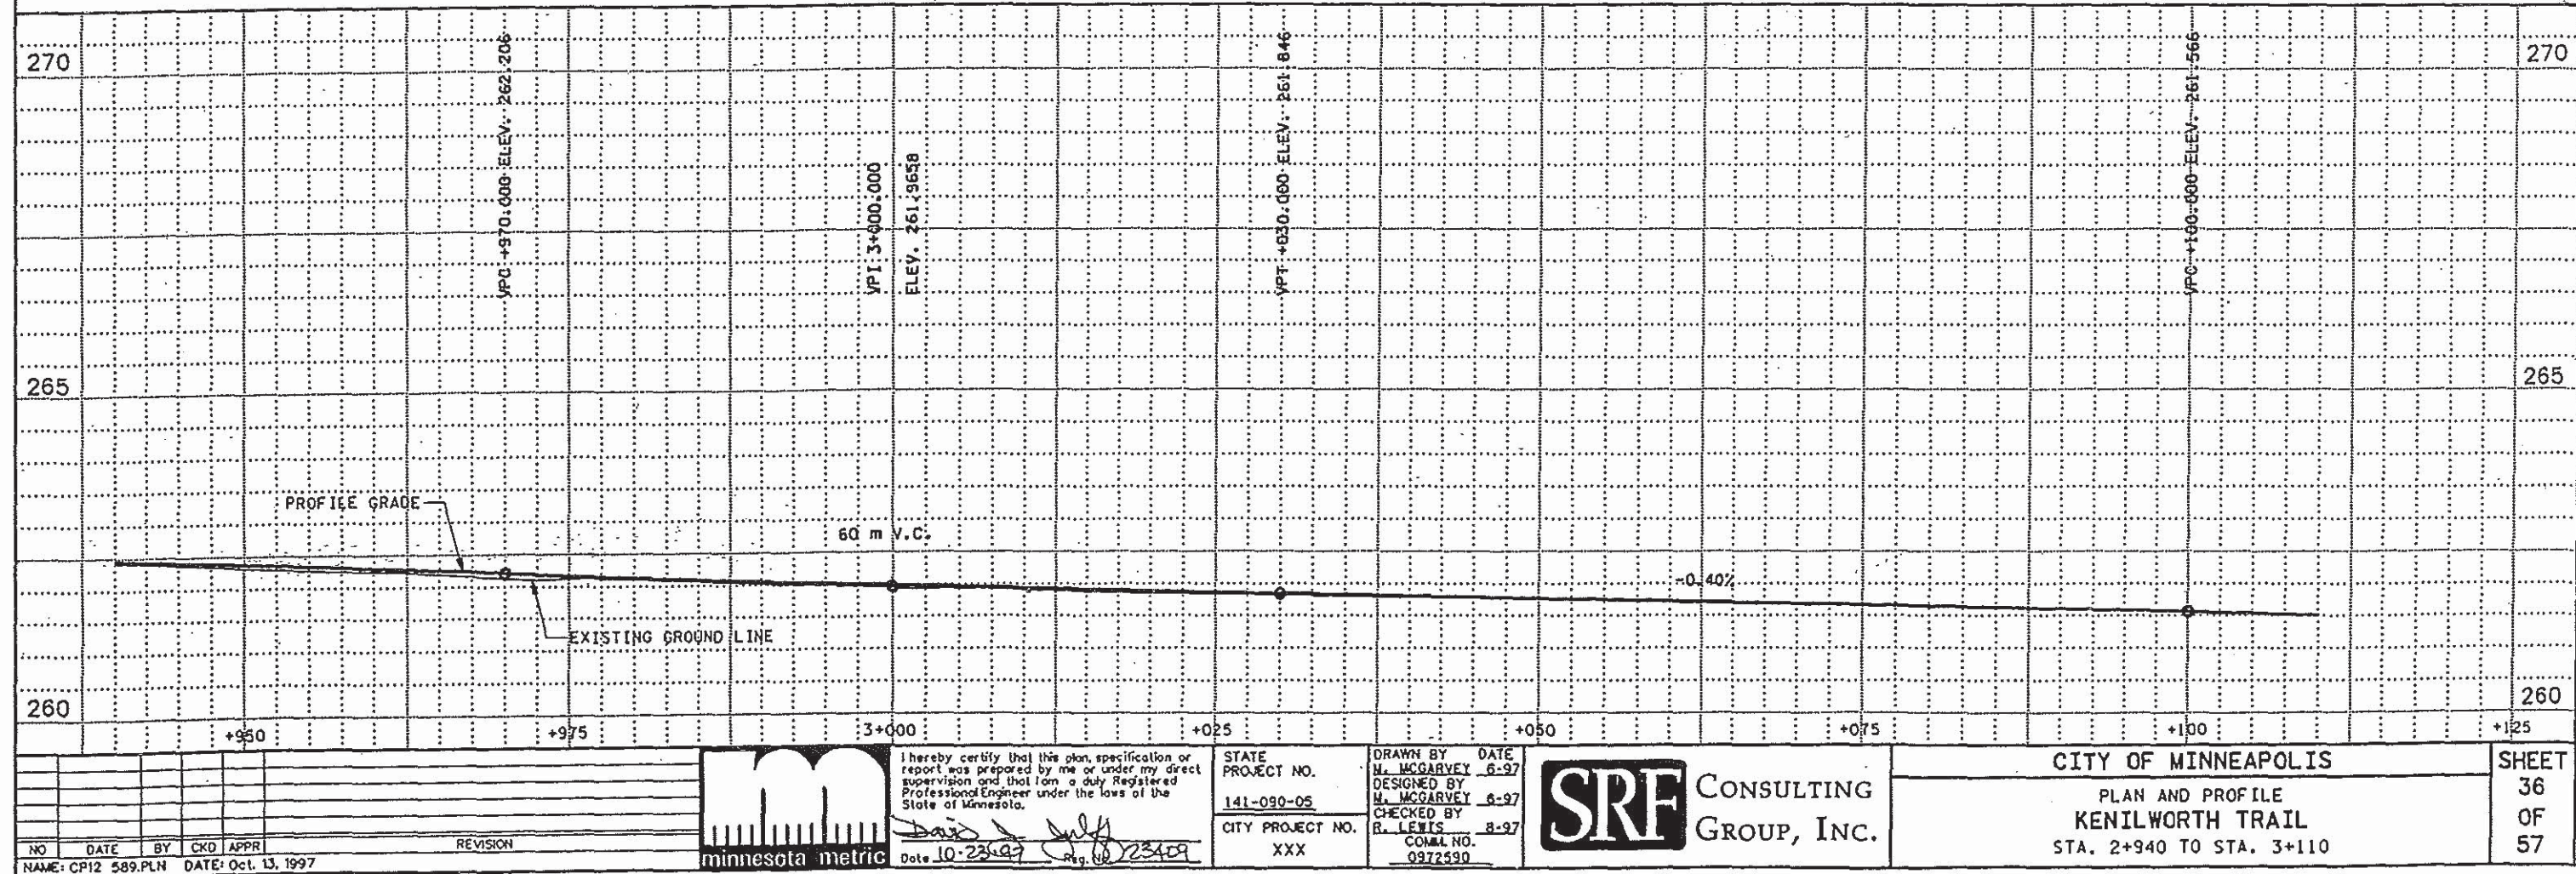 270
270
VPC +970.000 ELEV. 262.206
VPI 3+000.000
ELEV. 261.9658
VPT +030.000 ELEV. 261.846
VPC +100.000 ELEV. 261.566
265
265
PROFILE GRADE
60 m V.C.
-0.40%
EXISTING GROUND LINE
260
260
+950
+975
3+000
+025
+050
+075
+100
+125
NO DATE BY CKD APPR REVISION
NAME: CP12 589.PLN DATE: Oct. 13, 1997
minnesota metric
I hereby certify that this plan, specification or
report was prepared by me or under my direct
supervision and that I am a duly Registered
Professional Engineer under the laws of the
State of Minnesota.
David J.
Date 10-23-97 Reg. No 23409
STATE
PROJECT NO.
141-090-05
CITY PROJECT NO.
XXX
DRAWN BY DATE
M. MCGARVEY 6-97
DESIGNED BY
M. MCGARVEY 6-97
CHECKED BY
R. LEWIS 8-97
COMM. NO.
0972590
SRF CONSULTING
GROUP, INC.
CITY OF MINNEAPOLIS
PLAN AND PROFILE
KENILWORTH TRAIL
STA. 2+940 TO STA. 3+110
SHEET
36
OF
57